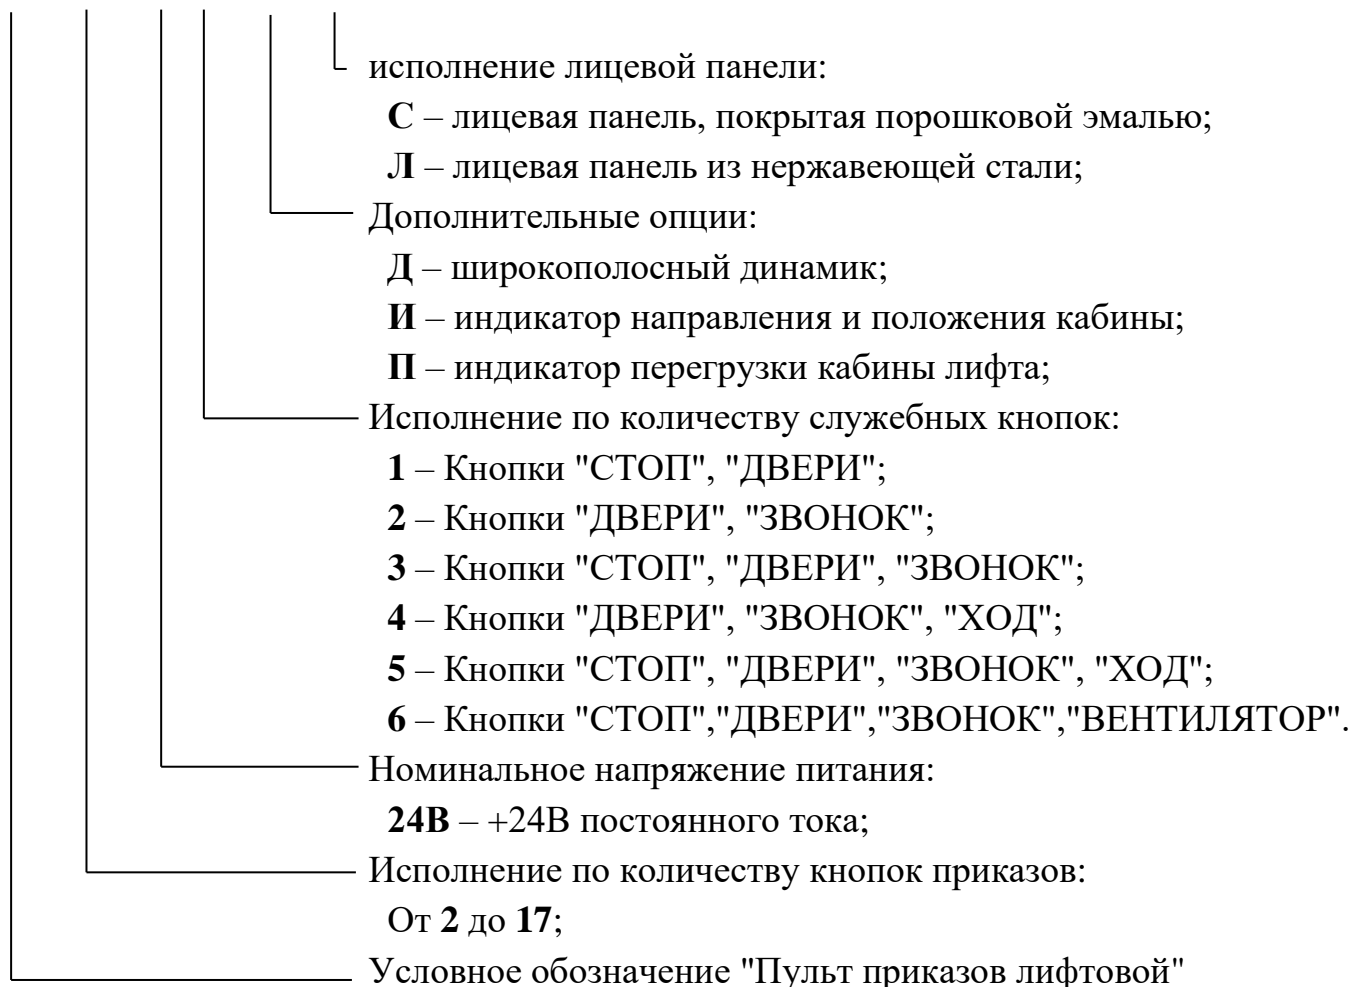 исполнение лицевой панели:
С – лицевая панель, покрытая порошковой эмалью;
Л – лицевая панель из нержавеющей стали;
Дополнительные опции:
Д – широкополосный динамик;
И – индикатор направления и положения кабины;
П – индикатор перегрузки кабины лифта;
Исполнение по количеству служебных кнопок:
1 – Кнопки "СТОП", "ДВЕРИ";
2 – Кнопки "ДВЕРИ", "ЗВОНОК";
3 – Кнопки "СТОП", "ДВЕРИ", "ЗВОНОК";
4 – Кнопки "ДВЕРИ", "ЗВОНОК", "ХОД";
5 – Кнопки "СТОП", "ДВЕРИ", "ЗВОНОК", "ХОД";
6 – Кнопки "СТОП","ДВЕРИ","ЗВОНОК","ВЕНТИЛЯТОР".
Номинальное напряжение питания:
24В – +24В постоянного тока;
Исполнение по количеству кнопок приказов:
От 2 до 17;
Условное обозначение "Пульт приказов лифтовой"